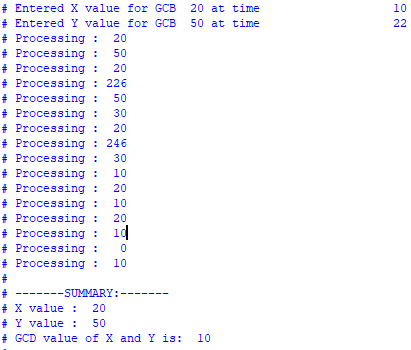 # Entered X value for GCB  20 at time                   10
# Entered Y value for GCB  50 at time                   22
# Processing :  20
# Processing :  50
# Processing :  20
# Processing : 226
# Processing :  50
# Processing :  30
# Processing :  20
# Processing : 246
# Processing :  30
# Processing :  10
# Processing :  20
# Processing :  10
# Processing :  20
# Processing :  10
# Processing :   0
# Processing :  10
#
# -------SUMMARY:-------
# X value :  20
# Y value :  50
# GCD value of X and Y is:  10